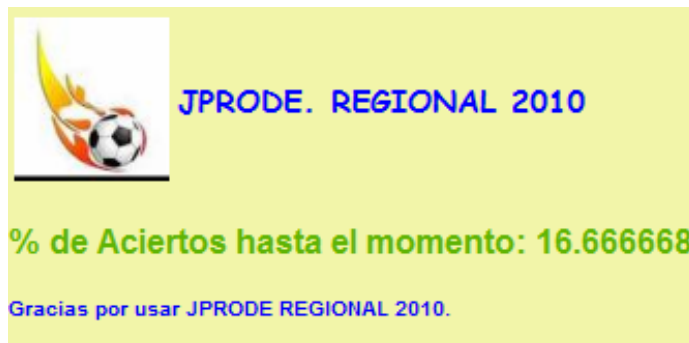 JPRODE. REGIONAL 2010
% de Aciertos hasta el momento: 16.666668
Gracias por usar JPRODE REGIONAL 2010.